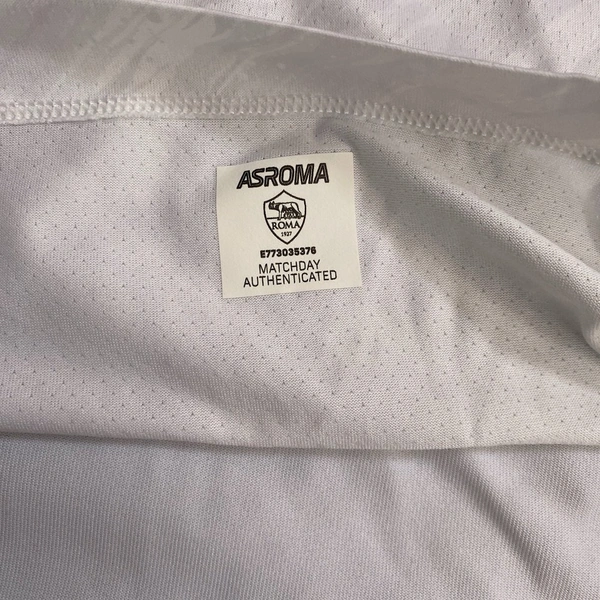 ASROMA
ROMA
1927
E773035376
MATCHDAY
AUTHENTICATED